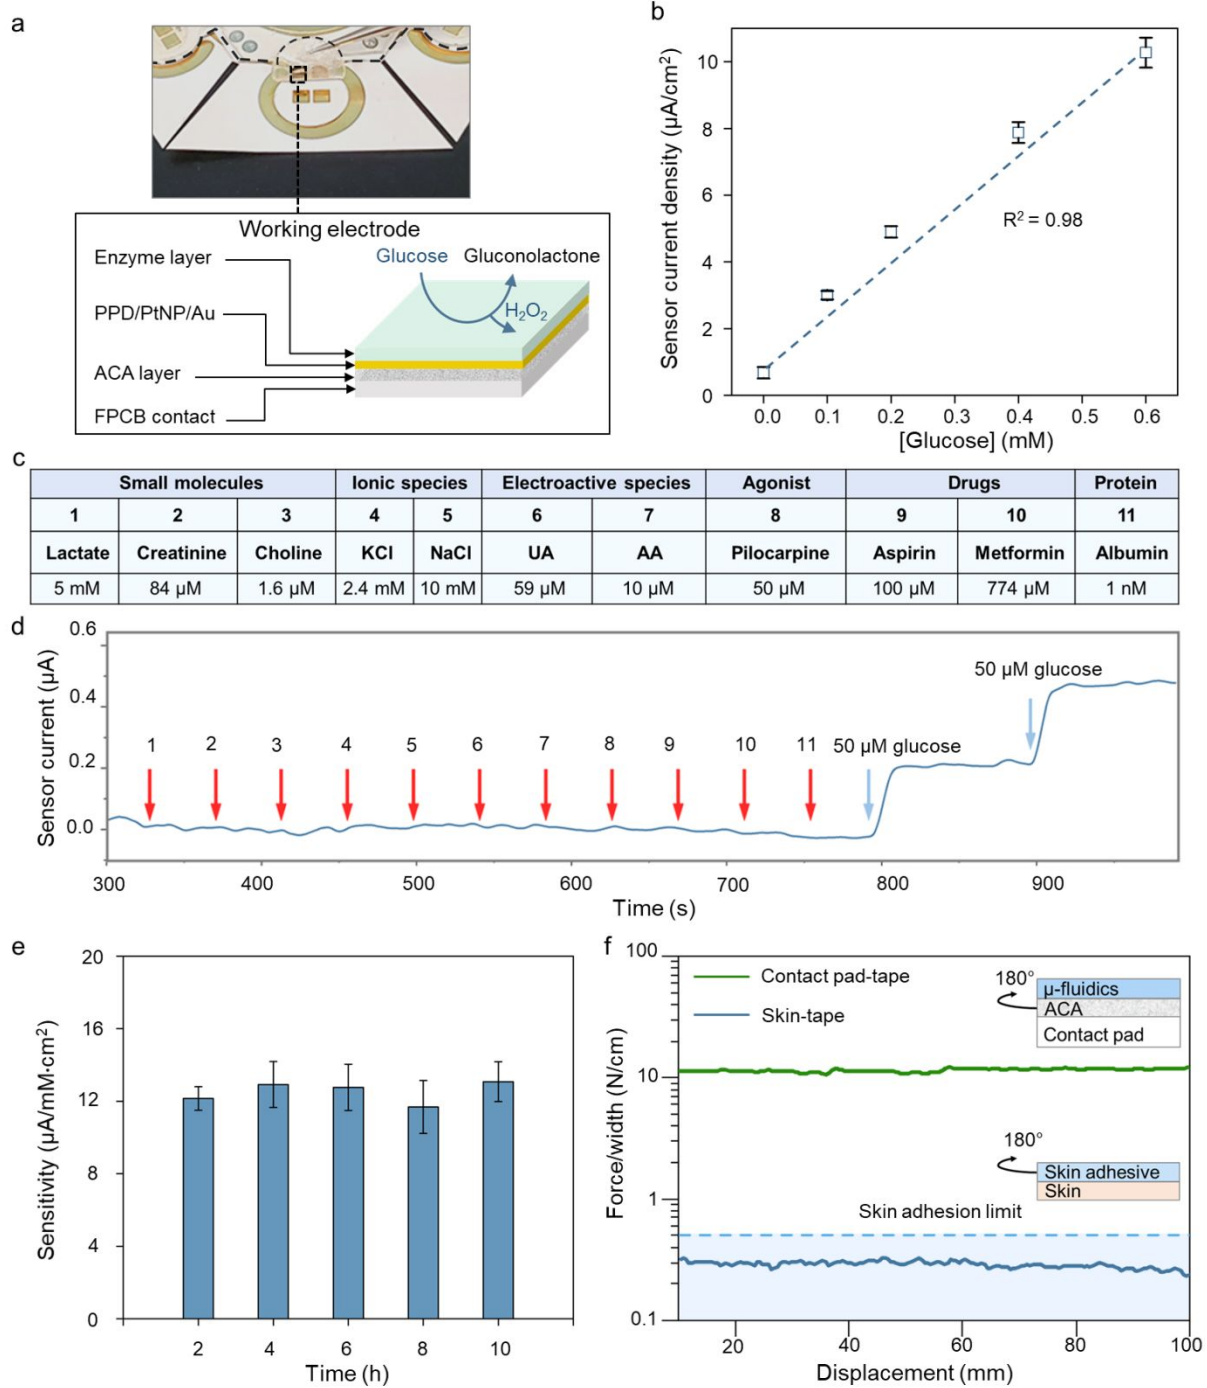 a
Working electrode
Enzyme layer
PPD/PtNP/Au
ACA layer
FPCB contact
Glucose
Gluconolactone
H₂O₂
b
Sensor current density (µA/cm²)
10
8
6
4
2
0
R² = 0.98
0.0 0.1 0.2 0.3 0.4 0.5 0.6
[Glucose] (mM)
c
Small molecules Ionic species Electroactive species Agonist Drugs Protein
1 2 3 4 5 6 7 8 9 10 11
Lactate Creatinine Choline KCl NaCl UA AA Pilocarpine Aspirin Metformin Albumin
5 mM 84 µM 1.6 µM 2.4 mM 10 mM 59 µM 10 µM 50 µM 100 µM 774 µM 1 nM
d
Sensor current (µA)
0.6
0.4
0.2
0.0
1 2 3 4 5 6 7 8 9 10 11
50 µM glucose
50 µM glucose
300 400 500 600 700 800 900
Time (s)
e
Sensitivity (µA/mM·cm²)
20
16
12
8
4
0
2 4 6 8 10
Time (h)
f
Force/width (N/cm)
100
10
1
0.1
Contact pad-tape
Skin-tape
180°
µ-fluidics
ACA
Contact pad
180°
Skin adhesive
Skin
Skin adhesion limit
20 40 60 80 100
Displacement (mm)